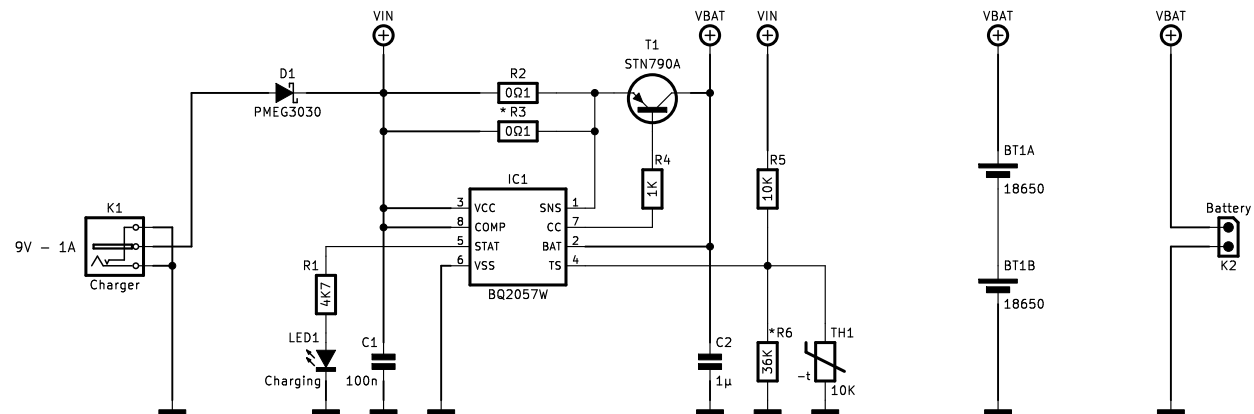 VIN
VBAT
VIN
VBAT
VBAT
T1
STN790A
D1
PMEG3030
R2
0Ω1
*R3
0Ω1
R4
1K
R5
10K
BT1A
18650
IC1
3 VCC SNS 1
8 COMP CC 7
5 STAT BAT 2
6 VSS TS 4
BQ2057W
K1
9V – 1A
Charger
Battery
K2
R1
4K7
BT1B
18650
LED1
Charging
C1
100n
C2
1µ
*R6
36K
TH1
-t
10K